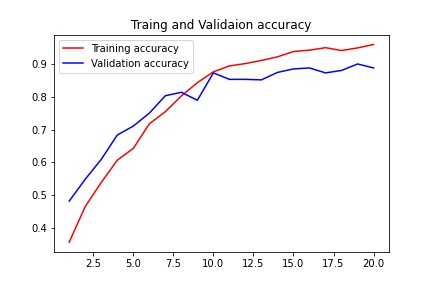 Traing and Validaion accuracy
Training accuracy
Validation accuracy
0.9
0.8
0.7
0.6
0.5
0.4
2.5 5.0 7.5 10.0 12.5 15.0 17.5 20.0